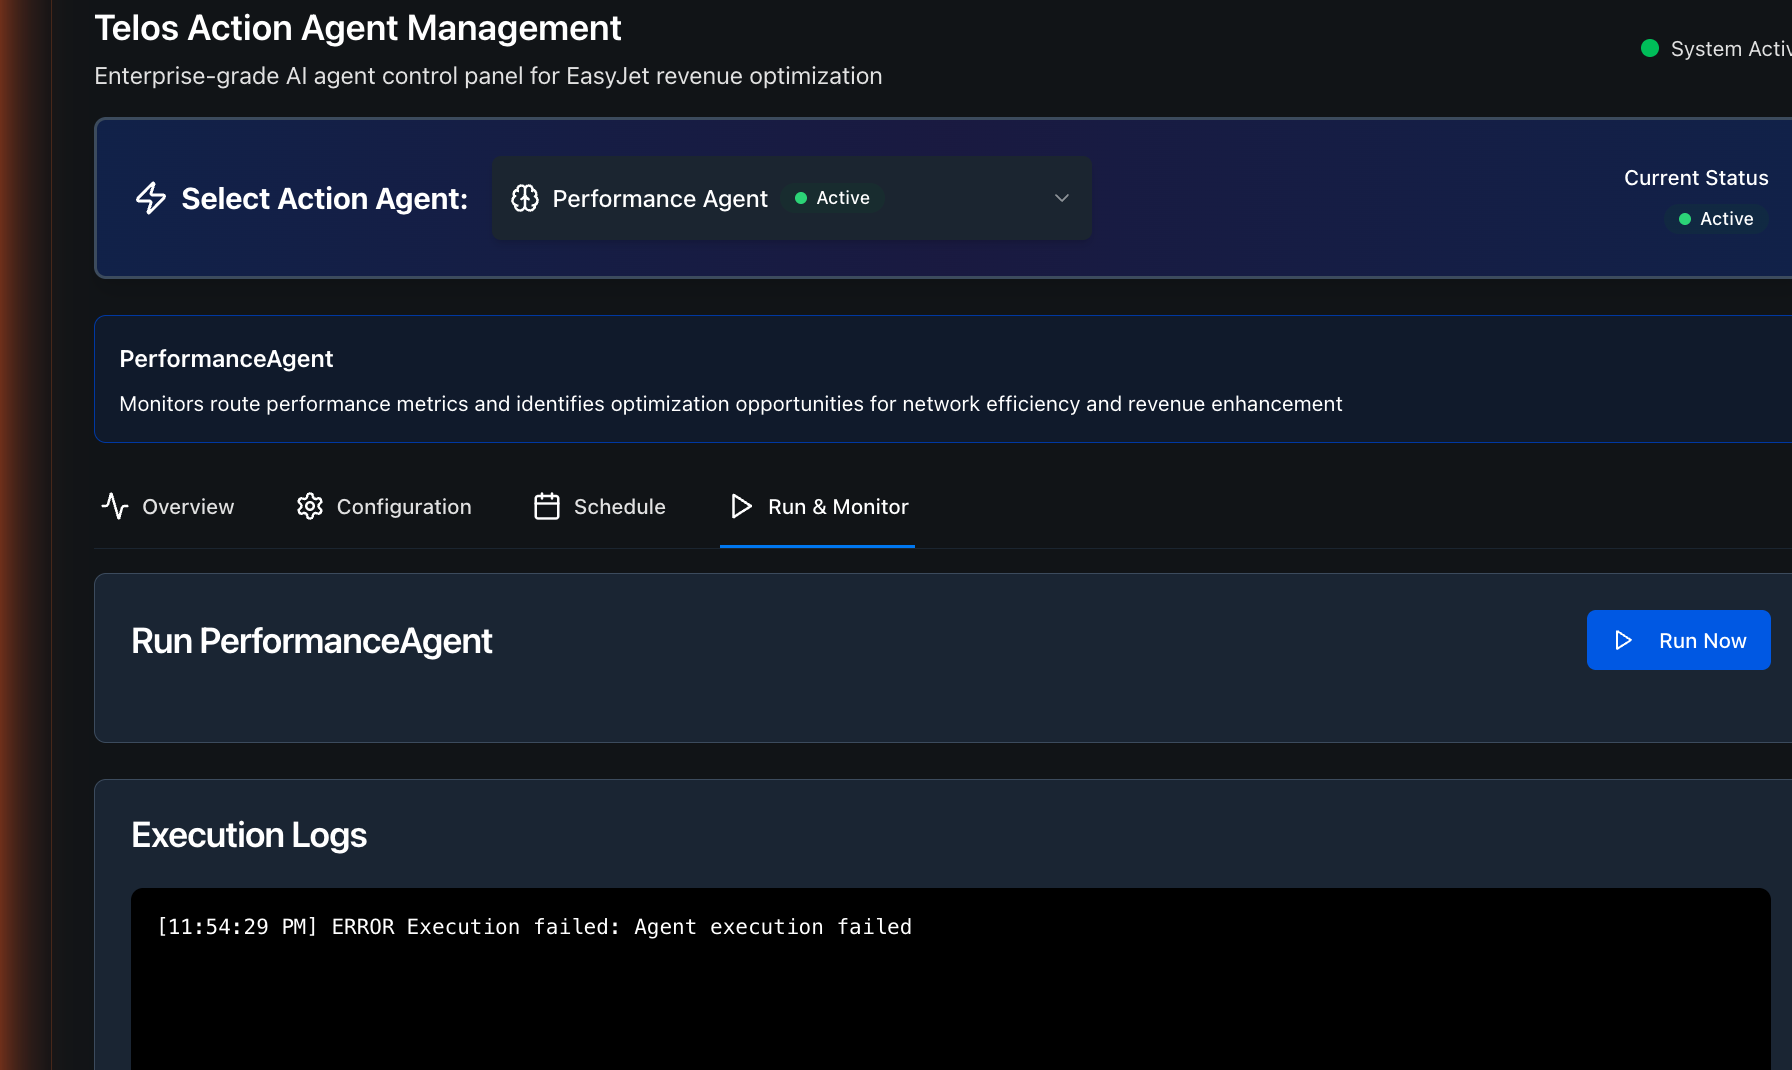 Telos Action Agent Management
Enterprise-grade AI agent control panel for EasyJet revenue optimization
System Activ
Select Action Agent:
Performance Agent
Active
Current Status
Active
PerformanceAgent
Monitors route performance metrics and identifies optimization opportunities for network efficiency and revenue enhancement
Overview
Configuration
Schedule
Run & Monitor
Run PerformanceAgent
Run Now
Execution Logs
[11:54:29 PM] ERROR Execution failed: Agent execution failed